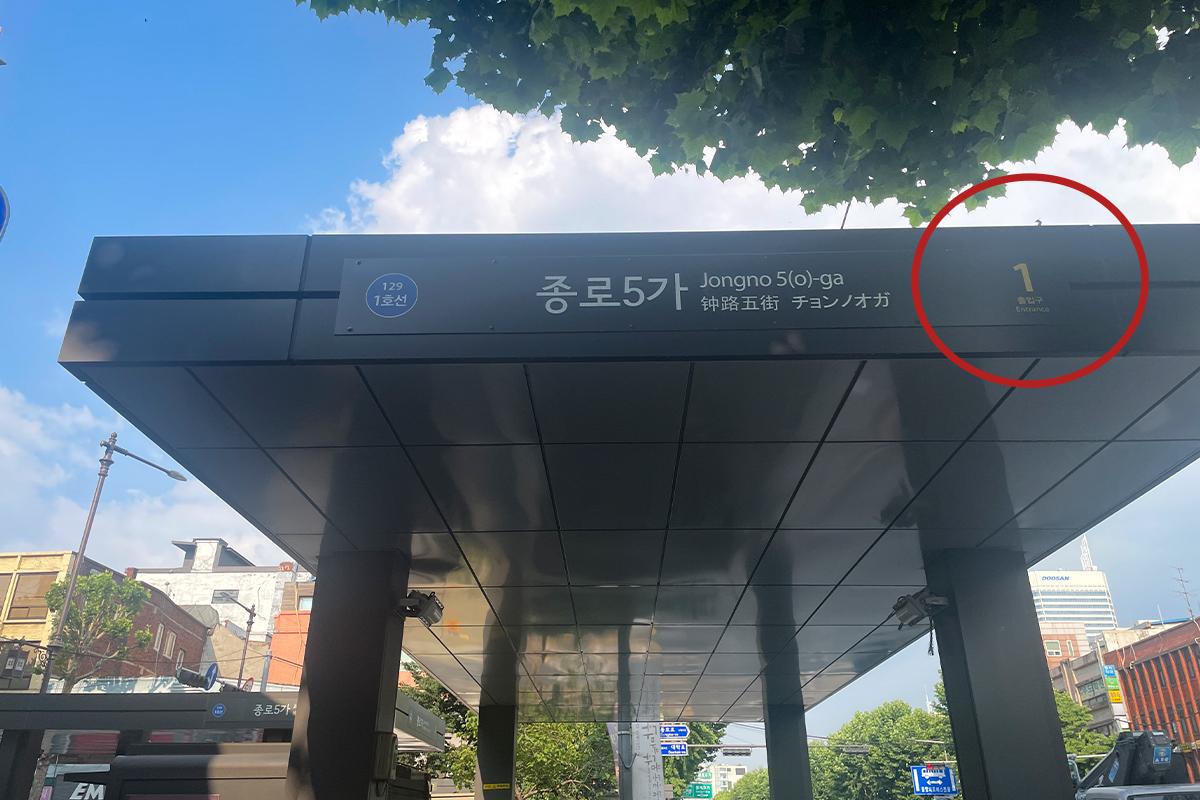 129
1호선
종로5가
Jongno 5(o)-ga
钟路五街 チョンノオガ
1
출입구
Entrance
DOOSAN
종로5가
EM